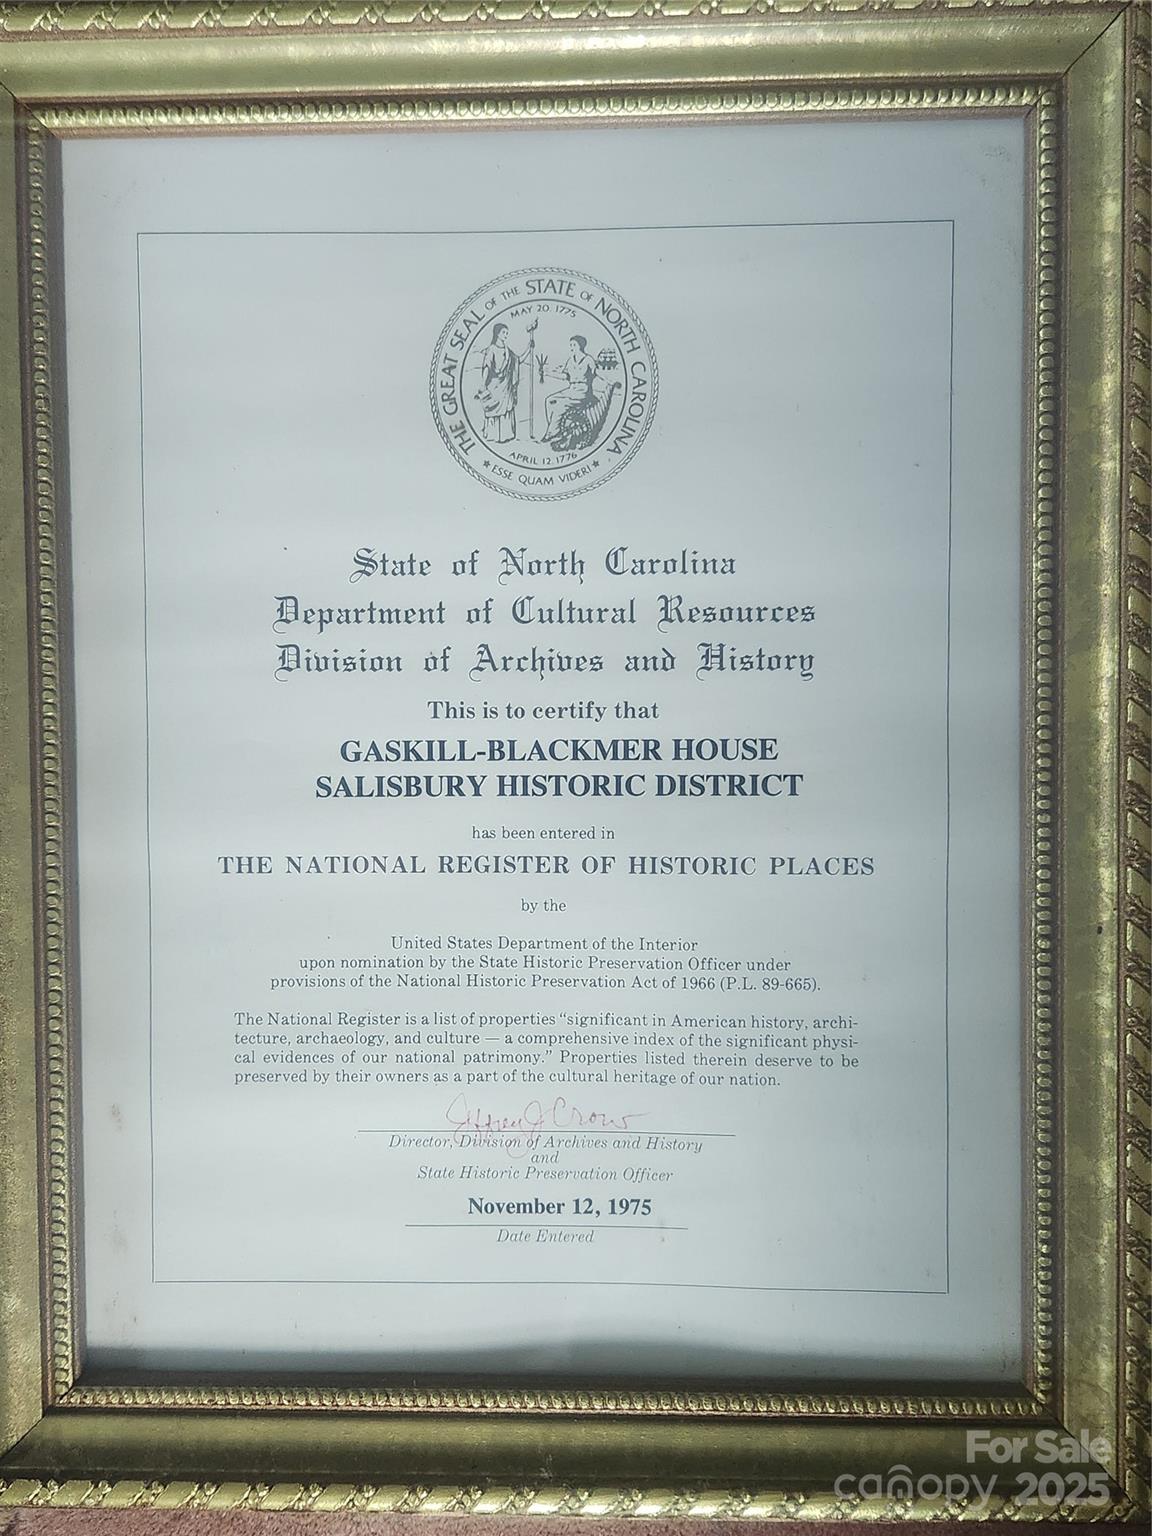 THE GREAT SEAL OF THE STATE OF NORTH CAROLINA
MAY 20 1775
APRIL 12 1776
★ ESSE QUAM VIDERI ★
State of North Carolina
Department of Cultural Resources
Division of Archives and History
This is to certify that
GASKILL-BLACKMER HOUSE
SALISBURY HISTORIC DISTRICT
has been entered in
THE NATIONAL REGISTER OF HISTORIC PLACES
by the
United States Department of the Interior
upon nomination by the State Historic Preservation Officer under
provisions of the National Historic Preservation Act of 1966 (P.L. 89-665).
The National Register is a list of properties “significant in American history, archi-
tecture, archaeology, and culture — a comprehensive index of the significant physi-
cal evidences of our national patrimony.” Properties listed therein deserve to be
preserved by their owners as a part of the cultural heritage of our nation.
Jeffrey J Crow
Director, Division of Archives and History
and
State Historic Preservation Officer
November 12, 1975
Date Entered
For Sale
canopy 2025